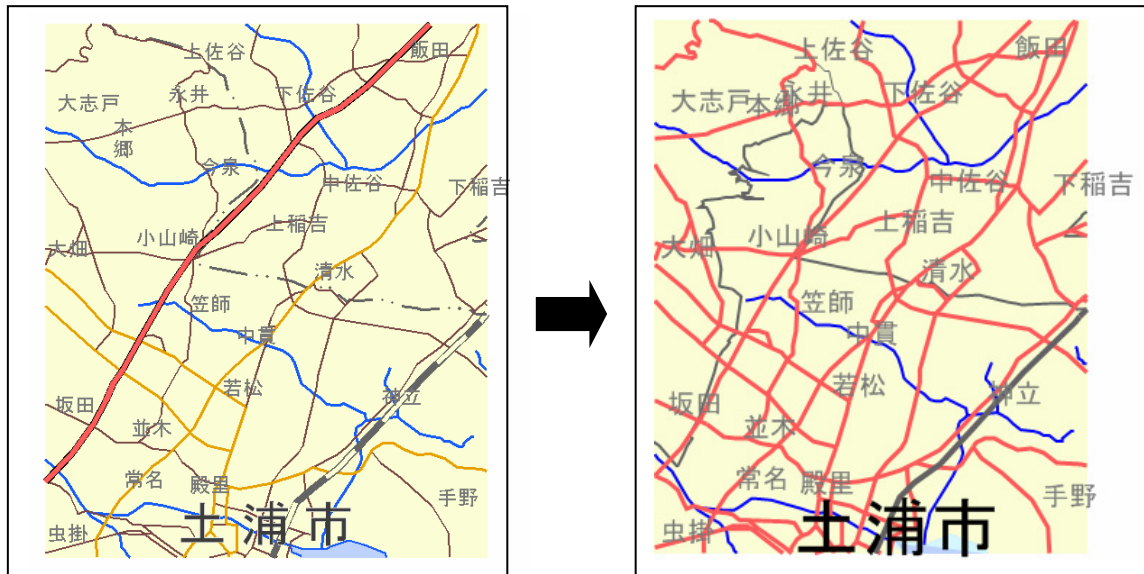 上佐谷
飯田
大志戸
永井
下佐谷
本郷
今泉
中佐谷
下稲吉
小山崎
上稲吉
大畑
清水
笠師
中貫
若松
坂田
神立
並木
常名
殿里
手野
虫掛
土浦市
上佐谷
飯田
大志戸
永井
下佐谷
本郷
今泉
中佐谷
下稲吉
小山崎
上稲吉
大畑
清水
笠師
中貫
若松
坂田
神立
並木
常名
殿里
手野
虫掛
土浦市